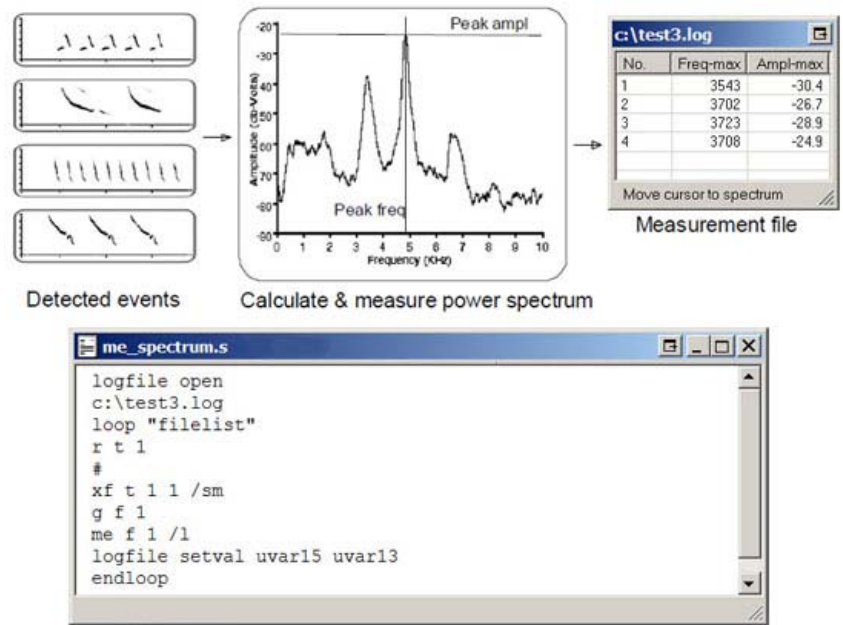 Peak ampl
-20
-30
-40
-50
-60
-70
-80
-90
Amplitude (db-Volts)
Peak freq
0 1 2 3 4 5 6 7 8 9 10
Frequency (KHz)
c:\test3.log
No. Freq-max Ampl-max
1 3543 -30.4
2 3702 -26.7
3 3723 -28.9
4 3708 -24.9
Move cursor to spectrum
Detected events
Calculate & measure power spectrum
Measurement file
me_spectrum.s
logfile open
c:\test3.log
loop "filelist"
r t 1
#
xf t 1 1 /sm
g f 1
me f 1 /l
logfile setval uvar15 uvar13
endloop